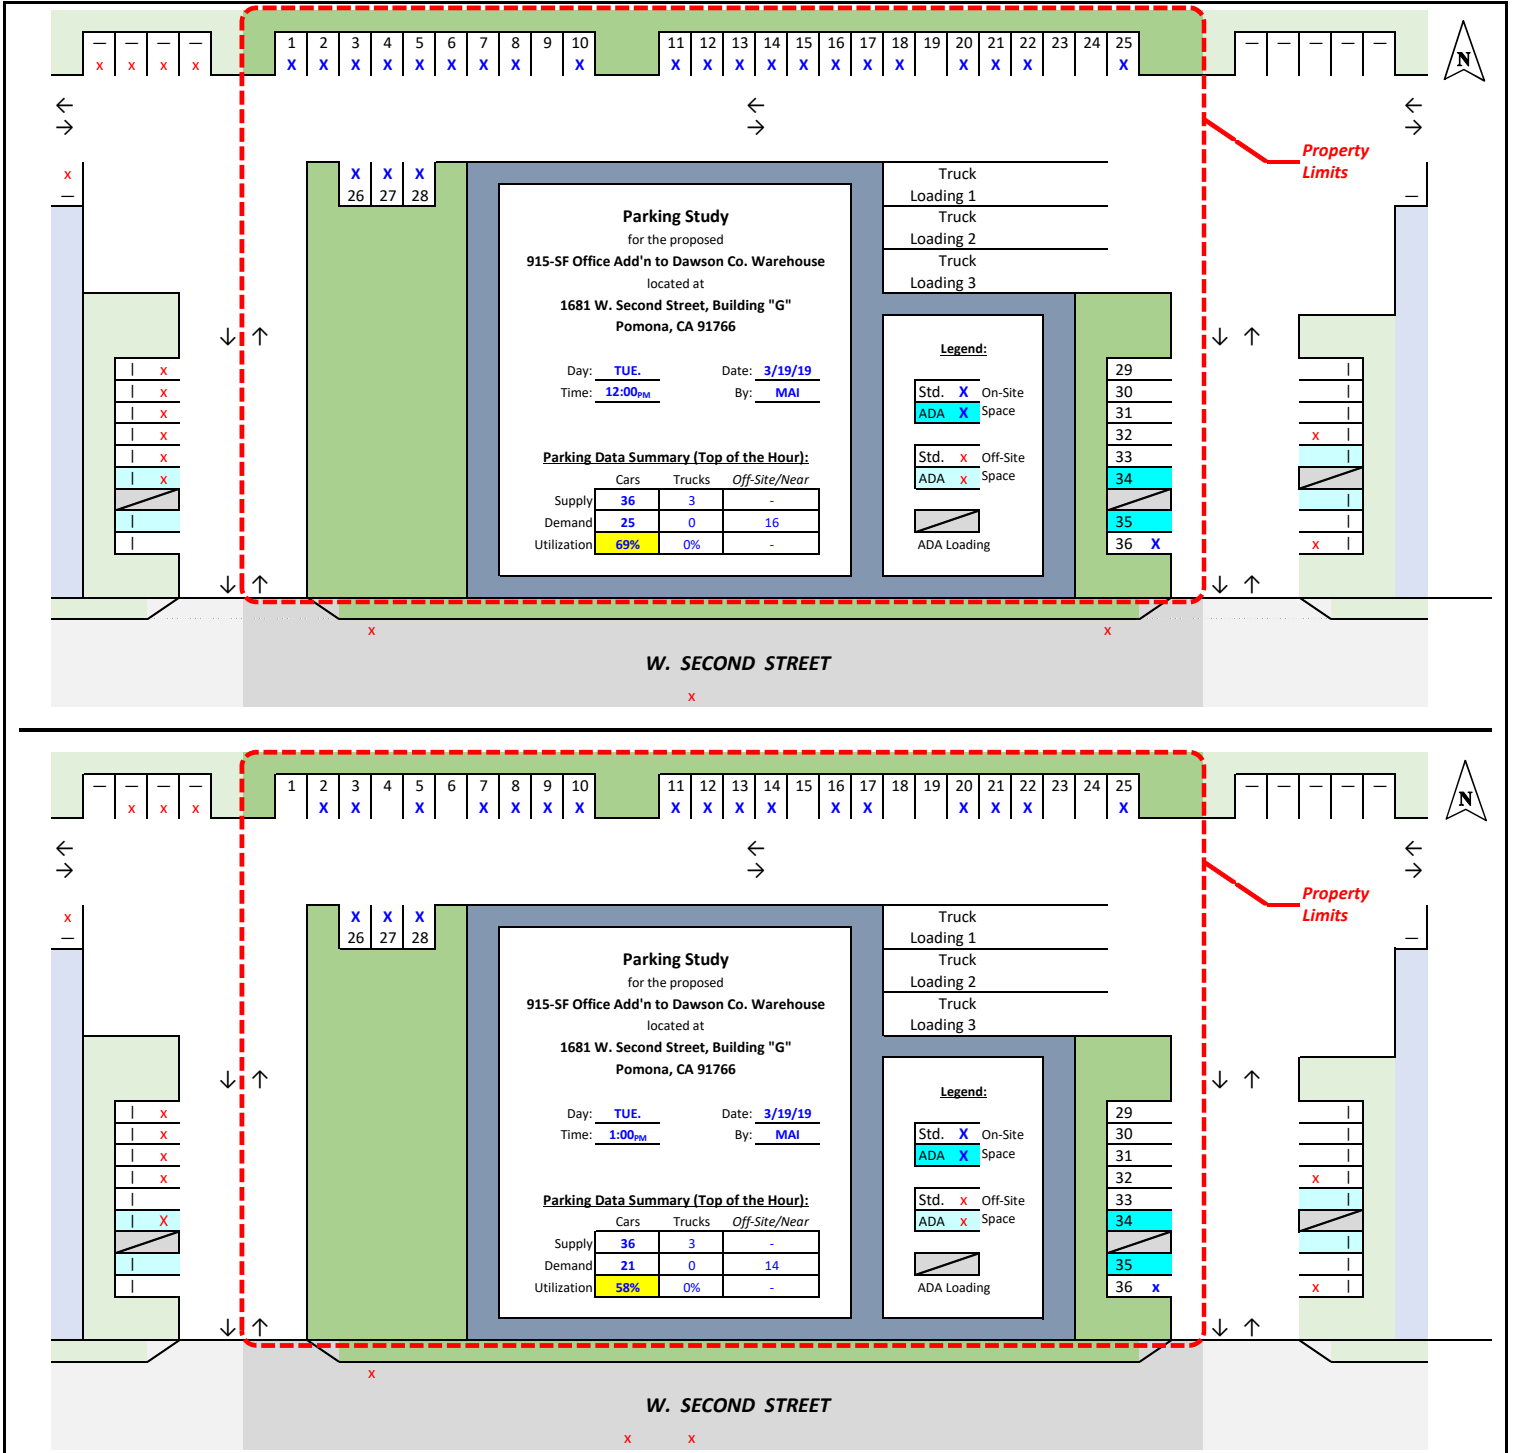 — — — — 1 2 3 4 5 6 7 8 9 10 11 12 13 14 15 16 17 18 19 20 21 22 23 24 25 — — — — —
x x x x X X X X X X X X X X X X X X X X X X X X X N
← ← ←
→ → →
Property
Limits
x X X X Truck
— 26 27 28 Loading 1 —
Truck
Loading 2
Truck
Loading 3
Parking Study
for the proposed
915-SF Office Add'n to Dawson Co. Warehouse
located at
1681 W. Second Street, Building "G"
Pomona, CA 91766
↓ ↑ ↓ ↑
Day: TUE. Date: 3/19/19
Time: 12:00PM By: MAI
Parking Data Summary (Top of the Hour):
Cars Trucks Off-Site/Near
Supply 36 3 -
Demand 25 0 16
Utilization 69% 0% -
Legend:
Std. X On-Site
ADA X Space
Std. x Off-Site
ADA x Space
ADA Loading
| x 29 |
| x 30 |
| x 31 |
| x 32 x |
| x 33 |
| x 34
| 35 |
| 36 X x |
↓ ↑ ↓ ↑
x x
W. SECOND STREET
x
— — — — 1 2 3 4 5 6 7 8 9 10 11 12 13 14 15 16 17 18 19 20 21 22 23 24 25 — — — — —
x x x X X X X X X X X X X X X X X X X X N
← ← ←
→ → →
Property
Limits
x X X X Truck
— 26 27 28 Loading 1 —
Truck
Loading 2
Truck
Loading 3
Parking Study
for the proposed
915-SF Office Add'n to Dawson Co. Warehouse
located at
1681 W. Second Street, Building "G"
Pomona, CA 91766
↓ ↑ ↓ ↑
Day: TUE. Date: 3/19/19
Time: 1:00PM By: MAI
Parking Data Summary (Top of the Hour):
Cars Trucks Off-Site/Near
Supply 36 3 -
Demand 21 0 14
Utilization 58% 0% -
Legend:
Std. X On-Site
ADA X Space
Std. x Off-Site
ADA x Space
ADA Loading
| x 29 |
| x 30 |
| x 31 |
| x 32 x |
| 33 |
| X 34
| 35 |
| 36 x x |
↓ ↑ ↓ ↑
x
W. SECOND STREET
x x